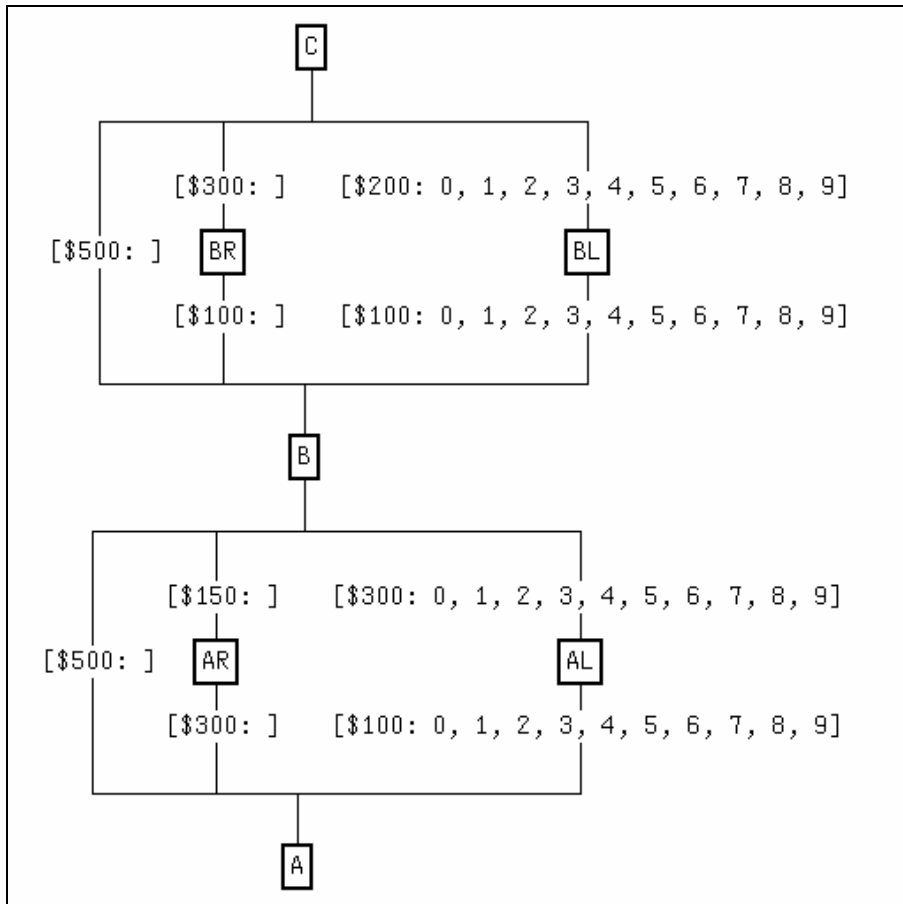 C
[$300: ] [$200: 0, 1, 2, 3, 4, 5, 6, 7, 8, 9]
[$500: ] BR BL
[$100: ] [$100: 0, 1, 2, 3, 4, 5, 6, 7, 8, 9]
B
[$150: ] [$300: 0, 1, 2, 3, 4, 5, 6, 7, 8, 9]
[$500: ] AR AL
[$300: ] [$100: 0, 1, 2, 3, 4, 5, 6, 7, 8, 9]
A